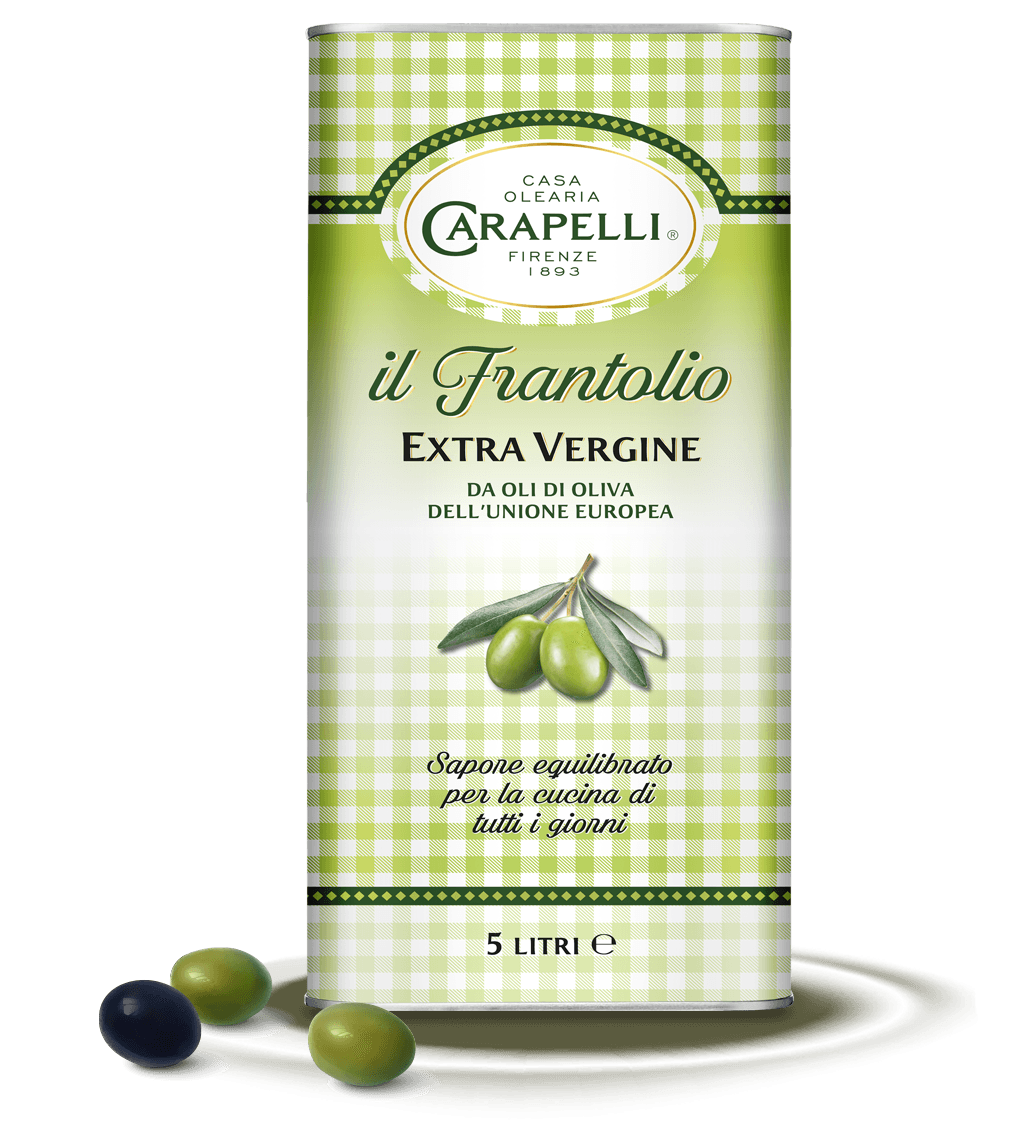 CASA
OLEARIA
CARAPELLI®
FIRENZE
1893
il Frantolio
EXTRA VERGINE
DA OLI DI OLIVA
DELL'UNIONE EUROPEA
Sapore equilibrato
per la cucina di
tutti i giorni
5 LITRI ℮